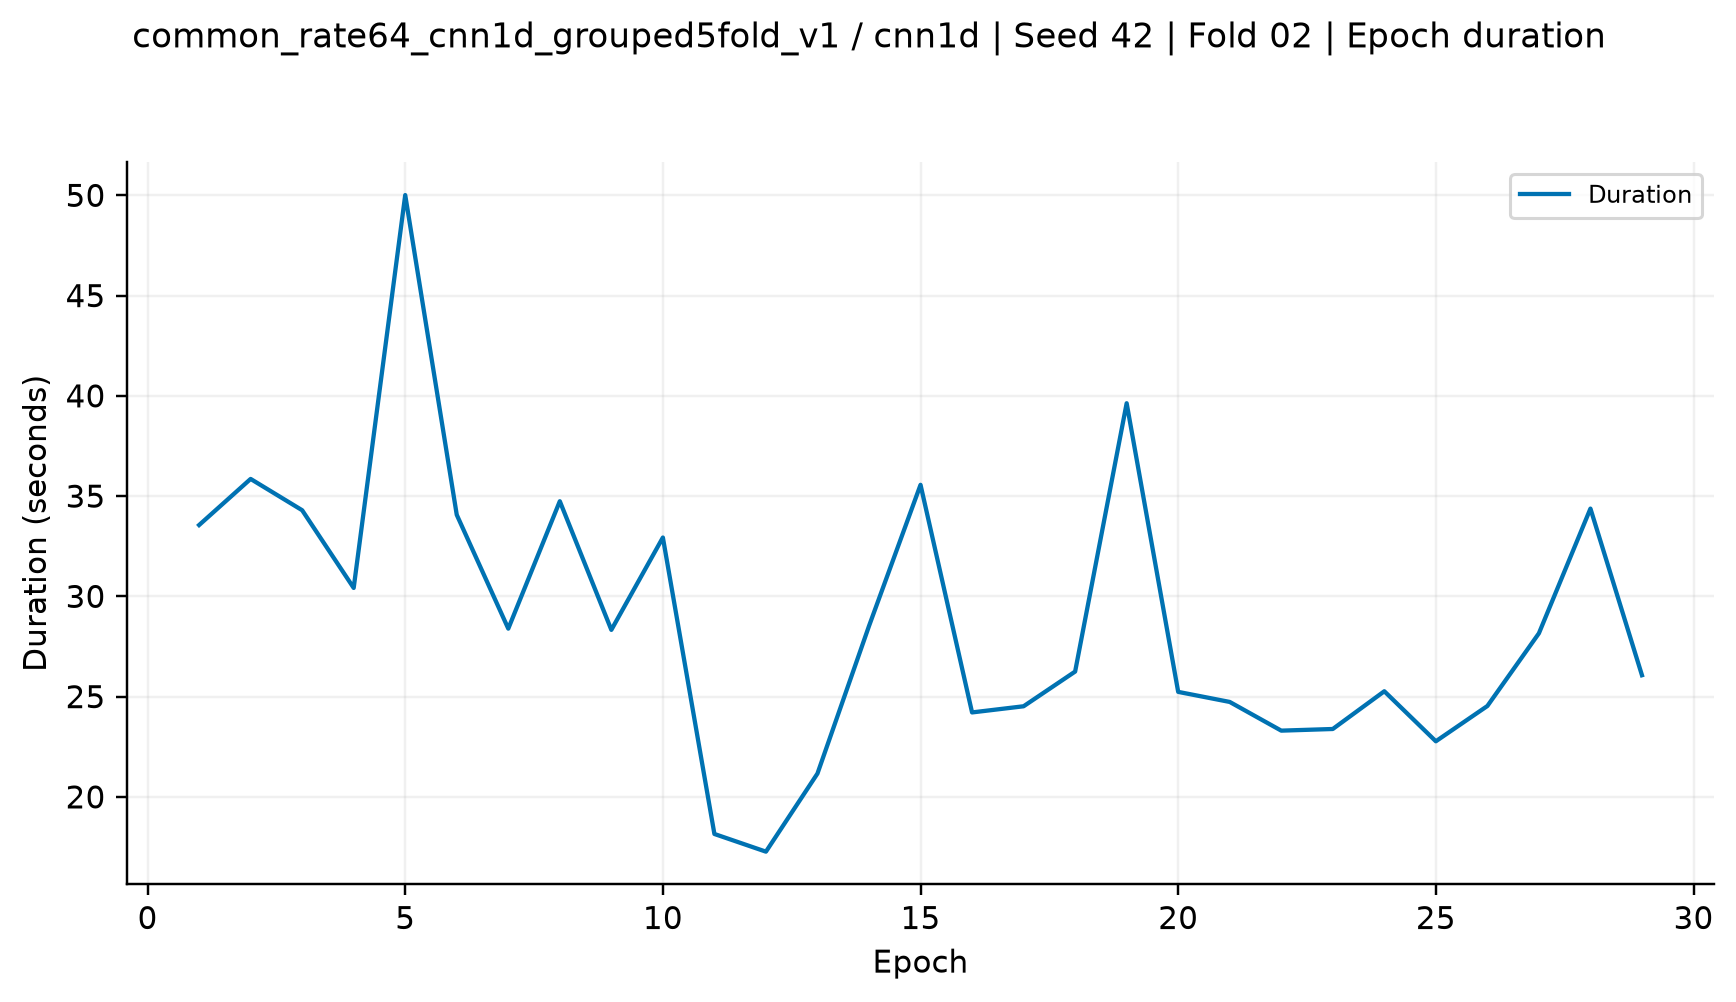 common_rate64_cnn1d_grouped5fold_v1 / cnn1d | Seed 42 | Fold 02 | Epoch duration
Duration
50
45
40
35
30
25
20
Duration (seconds)
0 5 10 15 20 25 30
Epoch